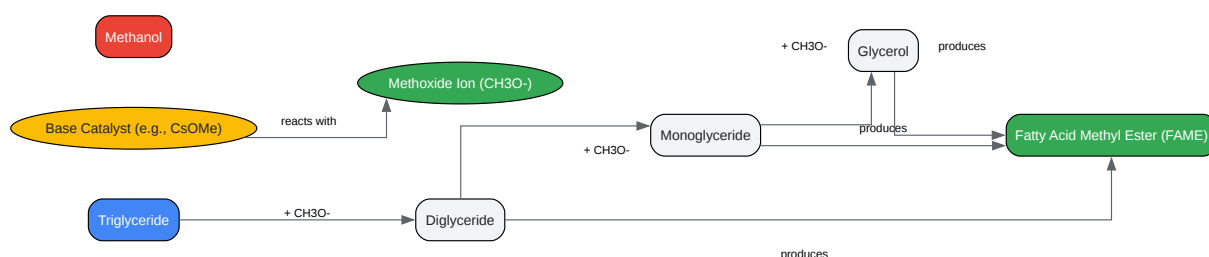 Methanol
+ CH3O-
Glycerol
produces
Methoxide Ion (CH3O-)
Base Catalyst (e.g., CsOMe)
reacts with
Monoglyceride
produces
Fatty Acid Methyl Ester (FAME)
+ CH3O-
Triglyceride
+ CH3O-
Diglyceride
produces